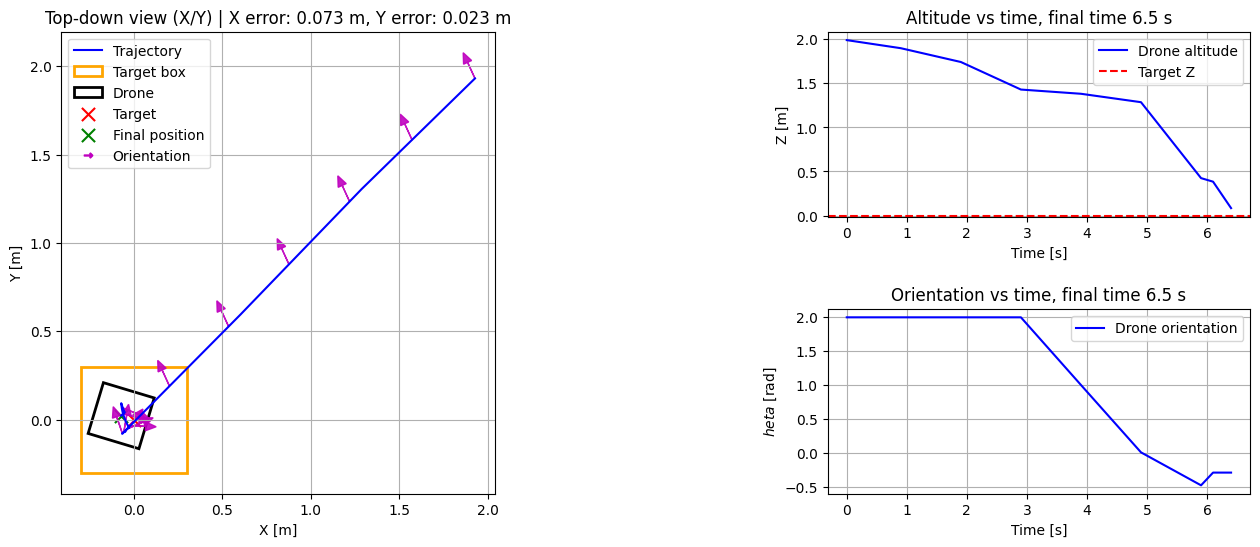 Top-down view (X/Y) | X error: 0.073 m, Y error: 0.023 m
Trajectory
Target box
Drone
Target
Final position
Orientation
2.0
1.5
1.0
0.5
0.0
Y [m]
0.0
0.5
1.0
1.5
2.0
X [m]
Altitude vs time, final time 6.5 s
Drone altitude
Target Z
2.0
1.5
1.0
0.5
0.0
Z [m]
0
1
2
3
4
5
6
Time [s]
Orientation vs time, final time 6.5 s
Drone orientation
2.0
1.5
1.0
0.5
0.0
−0.5
heta [rad]
0
1
2
3
4
5
6
Time [s]